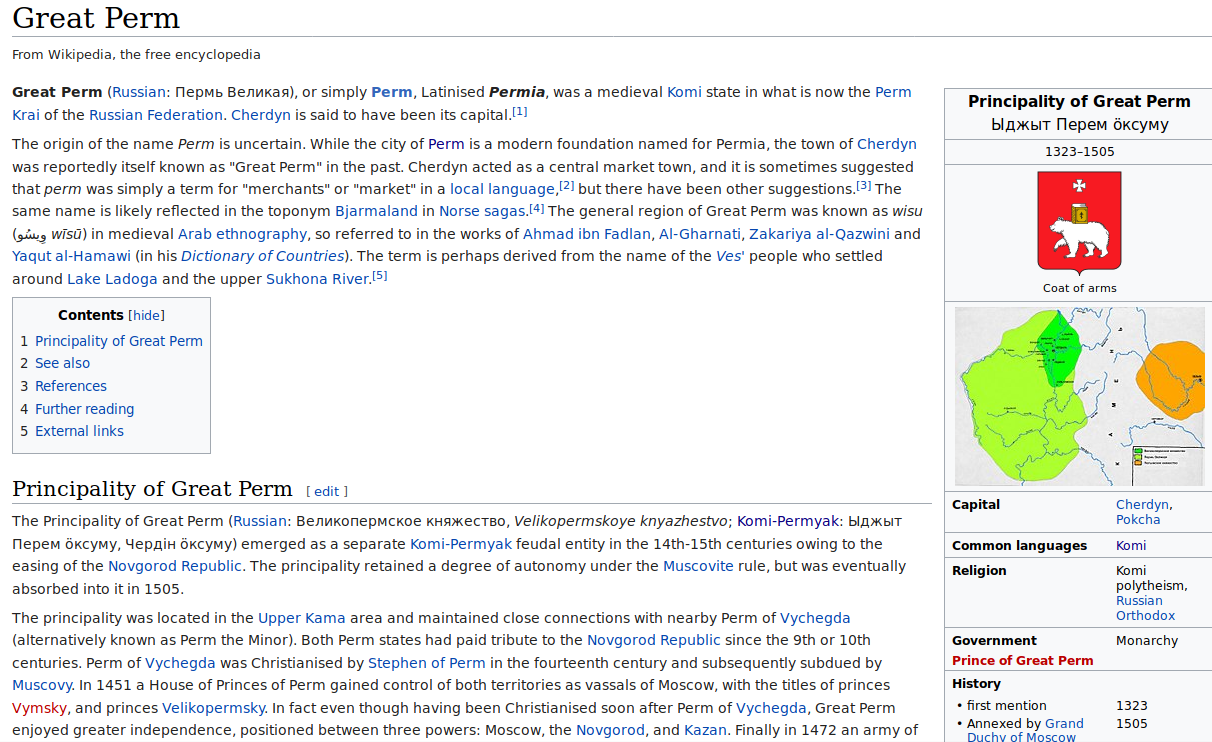 Great Perm
From Wikipedia, the free encyclopedia
Great Perm (Russian: Пермь Великая), or simply Perm, Latinised Permia, was a medieval Komi state in what is now the Perm
Krai of the Russian Federation. Cherdyn is said to have been its capital.[1]
The origin of the name Perm is uncertain. While the city of Perm is a modern foundation named for Permia, the town of Cherdyn
was reportedly itself known as "Great Perm" in the past. Cherdyn acted as a central market town, and it is sometimes suggested
that perm was simply a term for "merchants" or "market" in a local language,[2] but there have been other suggestions.[3] The
same name is likely reflected in the toponym Bjarmaland in Norse sagas.[4] The general region of Great Perm was known as wisu
(وِيسُو wīsū) in medieval Arab ethnography, so referred to in the works of Ahmad ibn Fadlan, Al-Gharnati, Zakariya al-Qazwini and
Yaqut al-Hamawi (in his Dictionary of Countries). The term is perhaps derived from the name of the Ves' people who settled
around Lake Ladoga and the upper Sukhona River.[5]
Contents [hide]
1 Principality of Great Perm
2 See also
3 References
4 Further reading
5 External links
Principality of Great Perm [ edit ]
The Principality of Great Perm (Russian: Великопермское княжество, Velikopermskoye knyazhestvo; Komi-Permyak: Ыджыт
Перем ӧксуму, Чердін ӧксуму) emerged as a separate Komi-Permyak feudal entity in the 14th-15th centuries owing to the
easing of the Novgorod Republic. The principality retained a degree of autonomy under the Muscovite rule, but was eventually
absorbed into it in 1505.
The principality was located in the Upper Kama area and maintained close connections with nearby Perm of Vychegda
(alternatively known as Perm the Minor). Both Perm states had paid tribute to the Novgorod Republic since the 9th or 10th
centuries. Perm of Vychegda was Christianised by Stephen of Perm in the fourteenth century and subsequently subdued by
Muscovy. In 1451 a House of Princes of Perm gained control of both territories as vassals of Moscow, with the titles of princes
Vymsky, and princes Velikopermsky. In fact even though having been Christianised soon after Perm of Vychegda, Great Perm
enjoyed greater independence, positioned between three powers: Moscow, the Novgorod, and Kazan. Finally in 1472 an army of
Principality of Great Perm
Ыджыт Перем ӧксуму
1323–1505
Coat of arms
Capital Cherdyn,
Pokcha
Common languages Komi
Religion Komi
polytheism,
Russian
Orthodox
Government Monarchy
Prince of Great Perm
History
• first mention 1323
• Annexed by Grand 1505
Duchy of Moscow